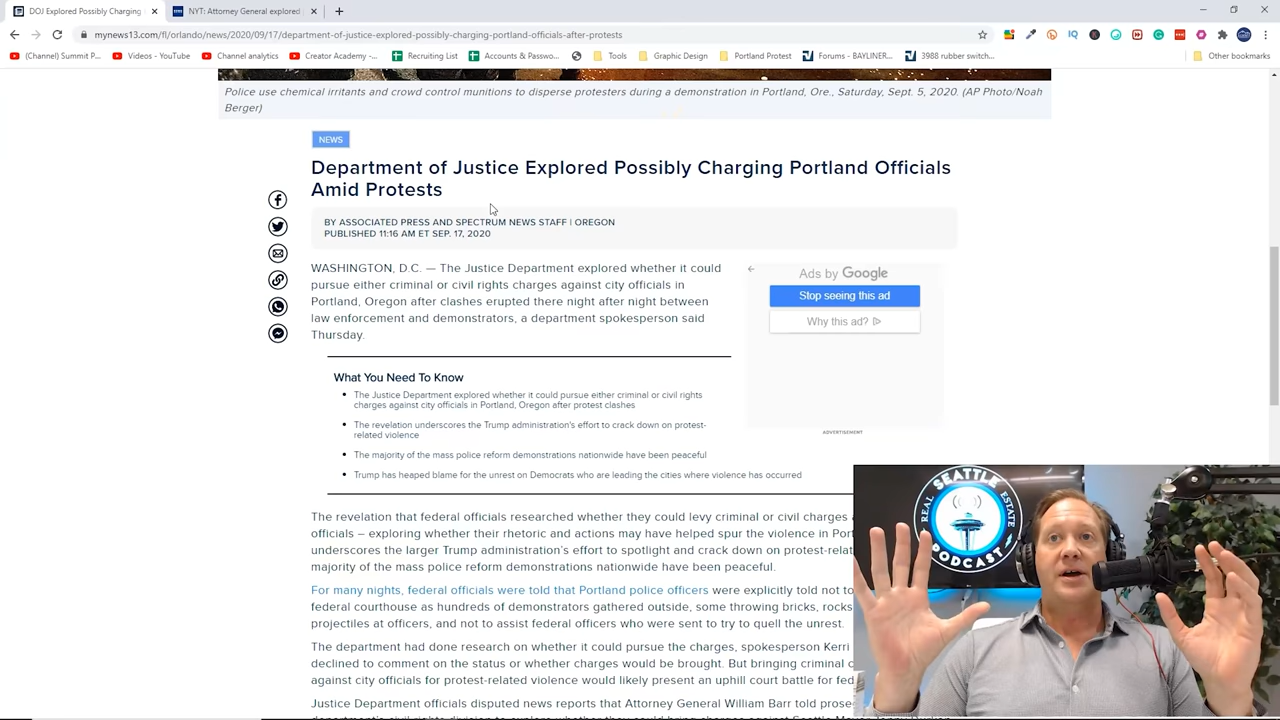 DOJ Explored Possibly Charging
NYT: Attorney General explored
mynews13.com/fl/orlando/news/2020/09/17/department-of-justice-explored-possibly-charging-portland-officials-after-protests
(Channel) Summit P...
Videos - YouTube
Channel analytics
Creator Academy -...
Recruiting List
Accounts & Passwo...
Tools
Graphic Design
Portland Protest
Forums - BAYLINER...
3988 rubber switch...
Other bookmarks
Police use chemical irritants and crowd control munitions to disperse protesters during a demonstration in Portland, Ore., Saturday, Sept. 5, 2020. (AP Photo/Noah
Berger)
NEWS
Department of Justice Explored Possibly Charging Portland Officials
Amid Protests
BY ASSOCIATED PRESS AND SPECTRUM NEWS STAFF | OREGON
PUBLISHED 11:16 AM ET SEP. 17, 2020
WASHINGTON, D.C. — The Justice Department explored whether it could
pursue either criminal or civil rights charges against city officials in
Portland, Oregon after clashes erupted there night after night between
law enforcement and demonstrators, a department spokesperson said
Thursday.
Ads by Google
Stop seeing this ad
Why this ad?
ADVERTISEMENT
What You Need To Know
The Justice Department explored whether it could pursue either criminal or civil rights
charges against city officials in Portland, Oregon after protest clashes
The revelation underscores the Trump administration's effort to crack down on protest-
related violence
The majority of the mass police reform demonstrations nationwide have been peaceful
Trump has heaped blame for the unrest on Democrats who are leading the cities where violence has occurred
The revelation that federal officials researched whether they could levy criminal or civil charges
officials – exploring whether their rhetoric and actions may have helped spur the violence in
underscores the larger Trump administration's effort to spotlight and crack down on
majority of the mass police reform demonstrations nationwide have been peaceful.
For many nights, federal officials were told that Portland police officers were explicitly told not to
federal courthouse as hundreds of demonstrators gathered outside, some throwing bricks, rocks
projectiles at officers, and not to assist federal officers who were sent to try to quell the unrest.
The department had done research on whether it could pursue the charges, spokesperson Kerri
declined to comment on the status or whether charges would be brought. But bringing criminal
against city officials for protest-related violence would likely present an uphill court battle for
Justice Department officials disputed news reports that Attorney General William Barr told
SEATTLE
REAL ESTATE
PODCAST